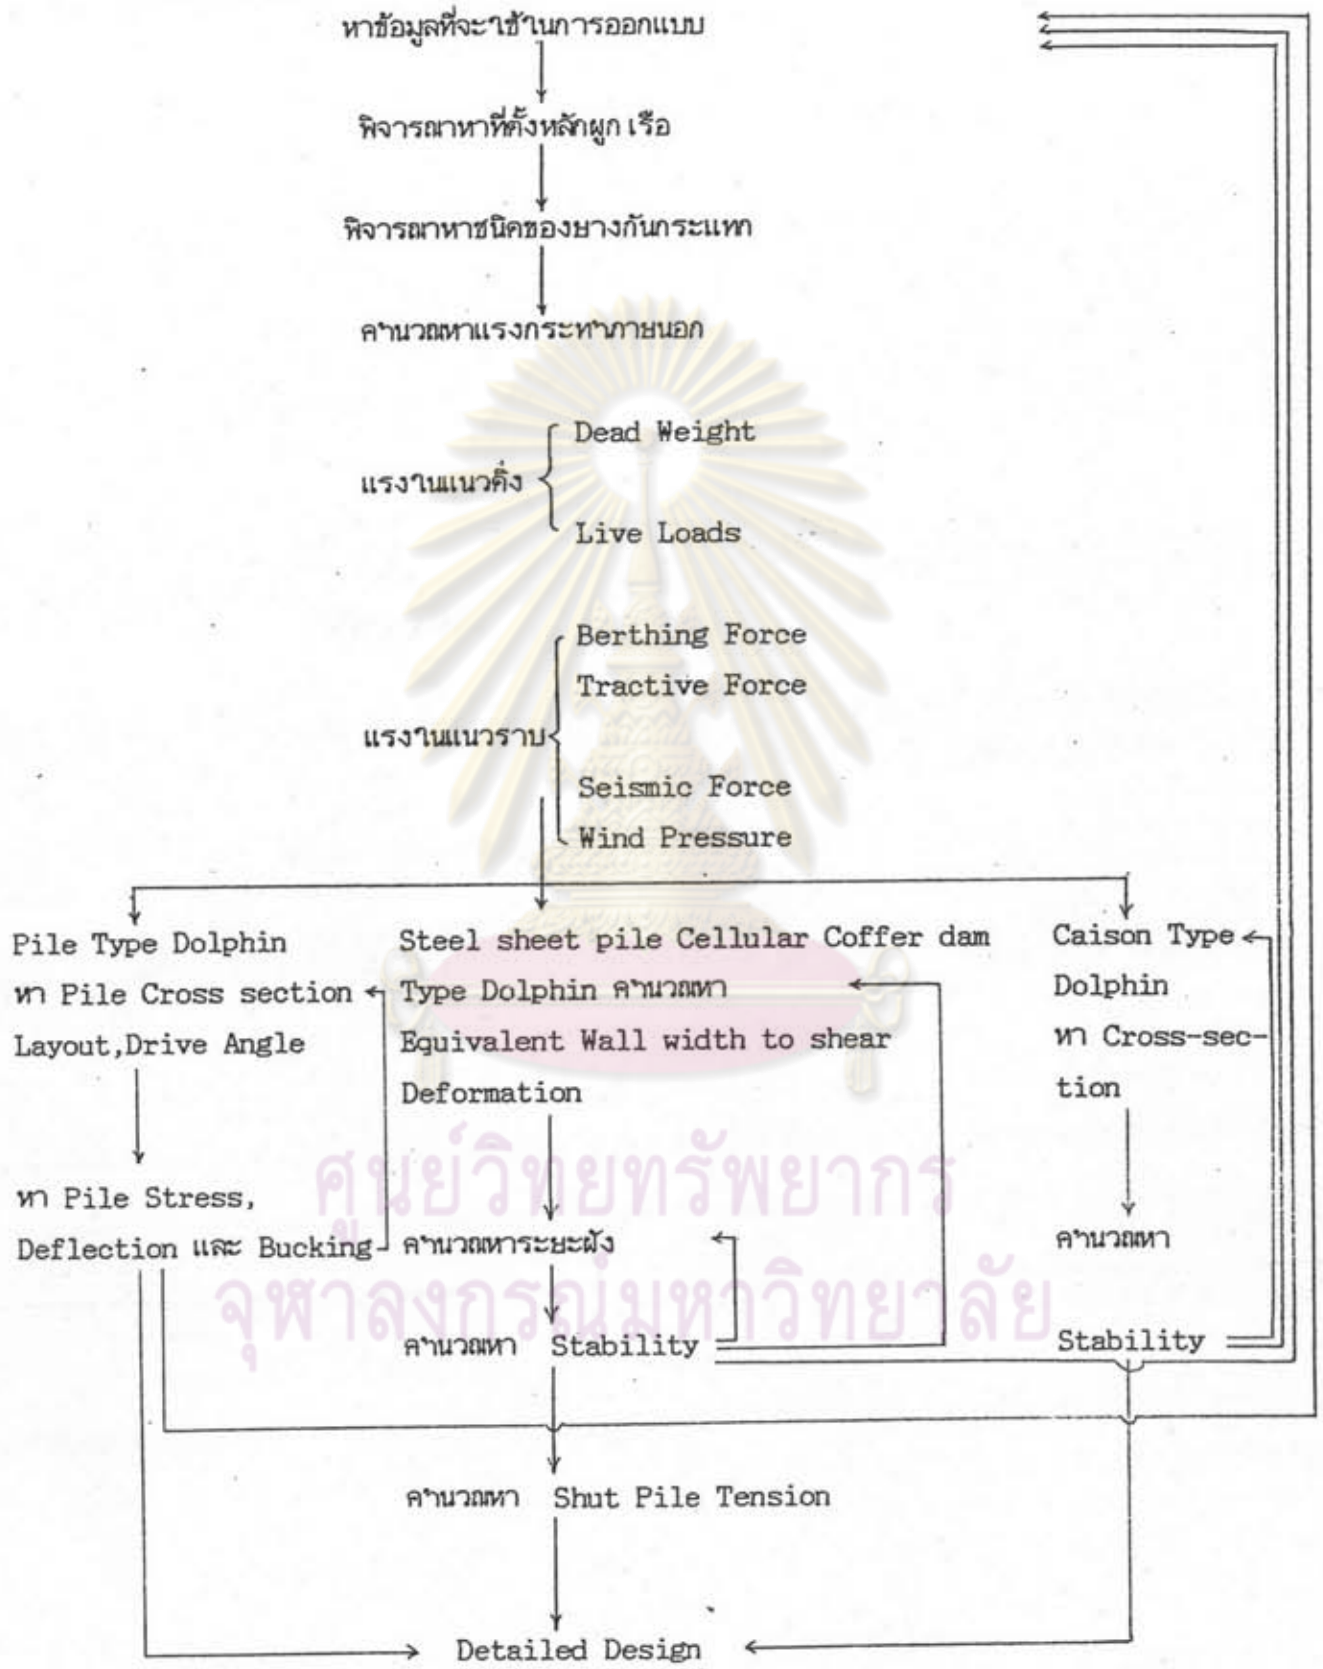 หาข้อมูลที่จะใช้ในการออกแบบ
พิจารณาหาที่ตั้งหลักผูกเรือ
พิจารณาหาชนิดของยางกันกระแทก
คำนวณหาแรงกระทำภายนอก
Dead Weight
แรงในแนวดิ่ง
Live Loads
Berthing Force
Tractive Force
แรงในแนวราบ
Seismic Force
Wind Pressure
Pile Type Dolphin
หา Pile Cross section
Layout,Drive Angle
หา Pile Stress,
Deflection และ Bucking
Steel sheet pile Cellular Coffer dam
Type Dolphin คำนวณหา
Equivalent Wall width to shear
Deformation
คำนวณหาระยะฝัง
คำนวณหา Stability
คำนวณหา Shut Pile Tension
Caison Type
Dolphin
หา Cross-sec-
tion
คำนวณหา
Stability
Detailed Design
ศูนย์วิทยทรัพยากร
จุฬาลงกรณ์มหาวิทยาลัย